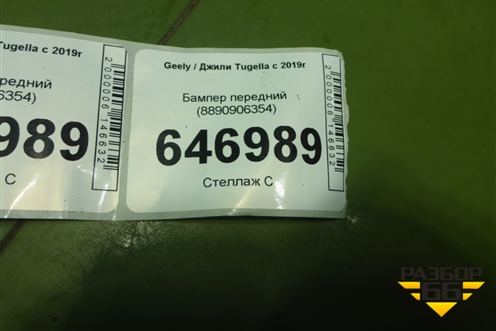 Tugella с 2019г
редний
6354)
989
С
2000006146632
Geely / Джили Tugella с 2019г
Бампер передний
(8890906354)
646989
Стеллаж С
2000006146632
РАЗБОР
66